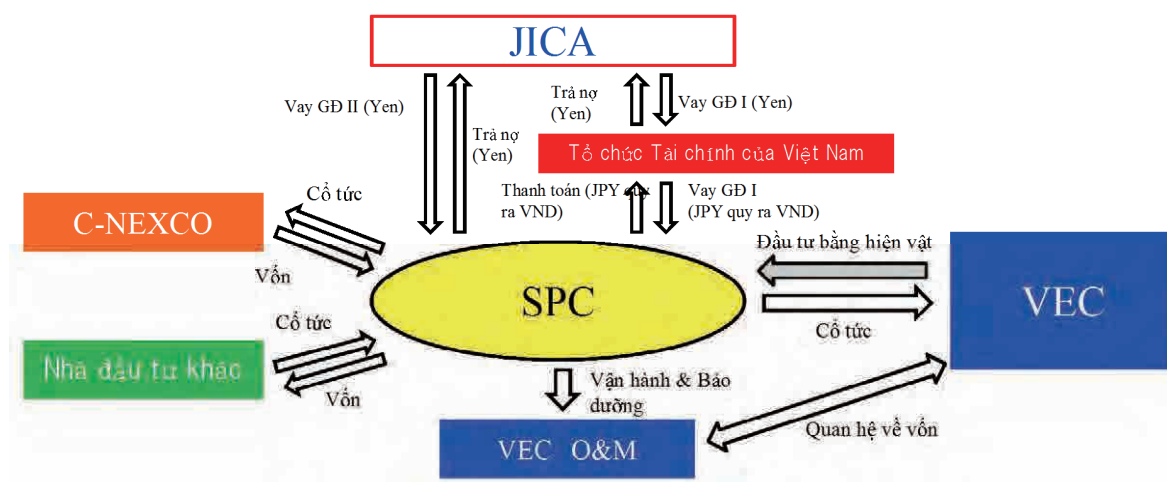 JICA
Vay GĐ II (Yen)
Trả nợ
(Yen)
Trả nợ
(Yen)
Vay GĐ I (Yen)
Tổ chức Tài chính của Việt Nam
Thanh toán (JPY quy
ra VND)
Vay GĐ I
(JPY quy ra VND)
C-NEXCO
Cổ tức
Vốn
SPC
Đầu tư bằng hiện vật
Cổ tức
VEC
Nhà đầu tư khác
Cổ tức
Vốn
Vận hành & Bảo
dưỡng
VEC O&M
Quan hệ về vốn